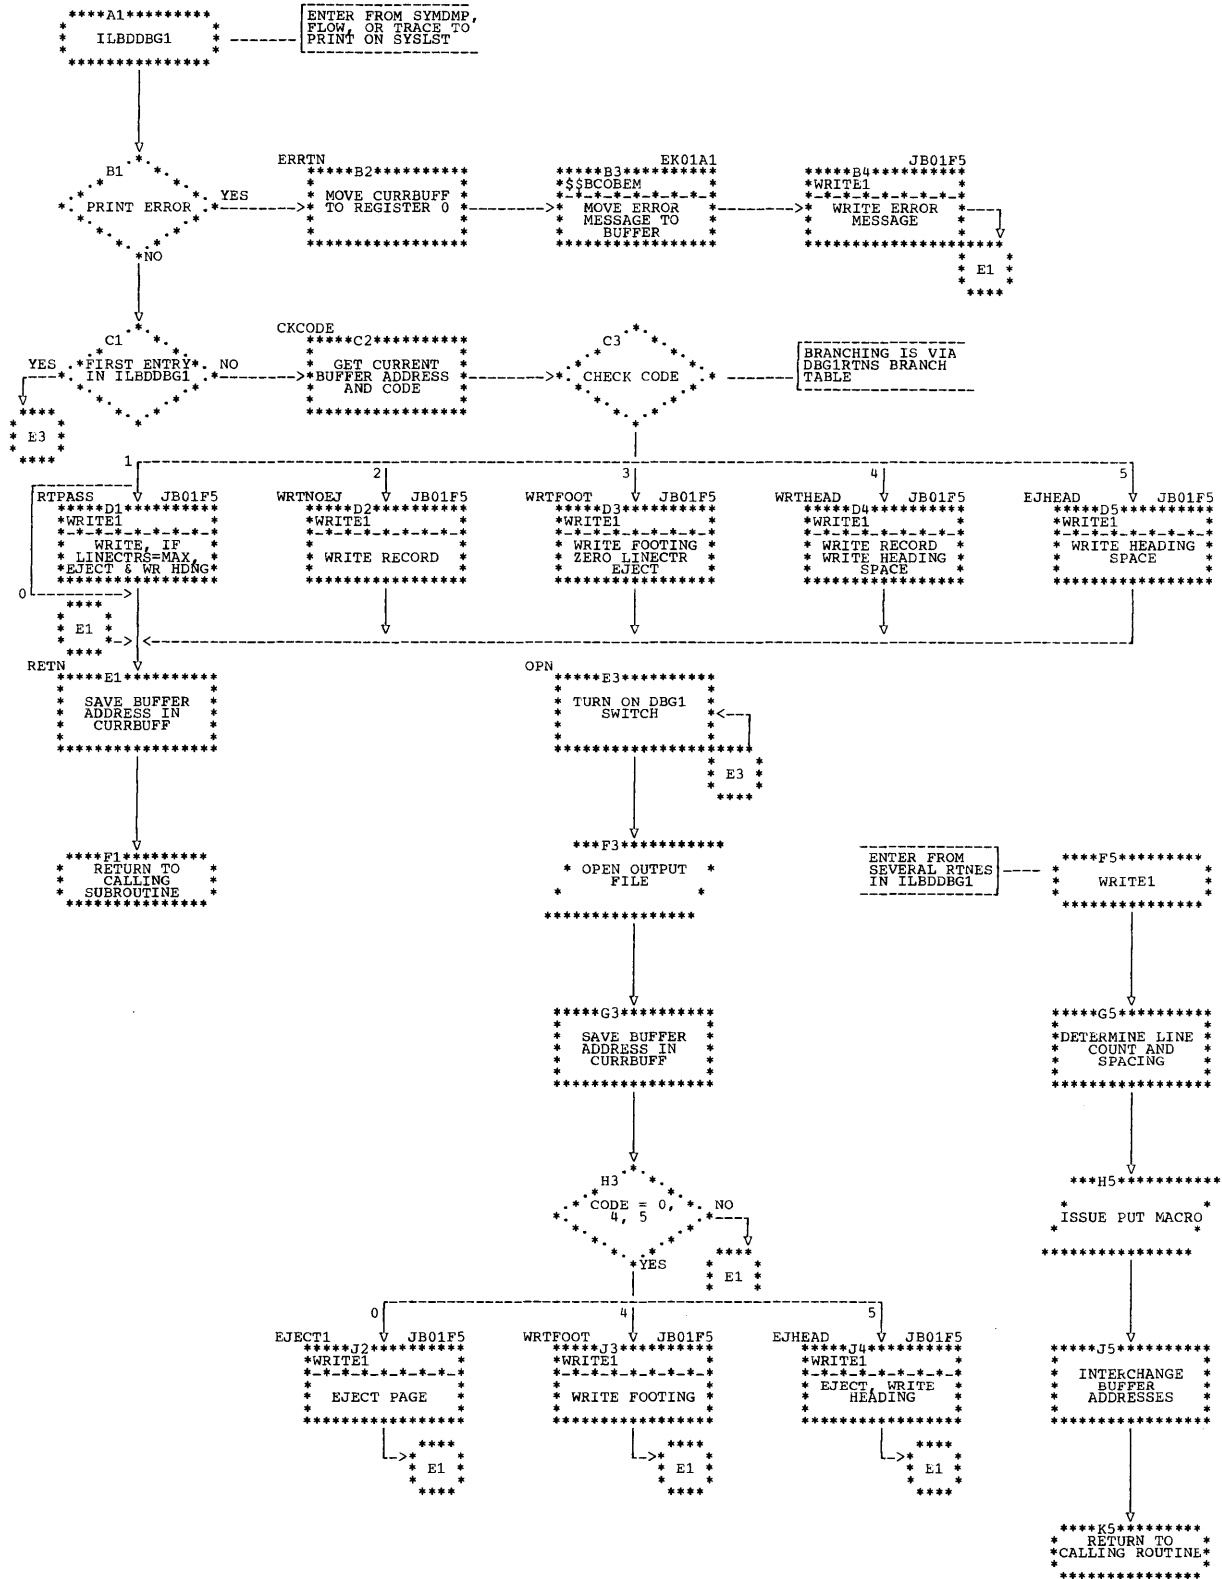 A1
ILBDDBG1
ENTER FROM SYMDMP,
FLOW, OR TRACE TO
PRINT ON SYSLST
B1
PRINT ERROR
YES
NO
ERRTN
B2
MOVE CURRBUFF
TO REGISTER 0
EK01A1
B3
$$BCOBEM
MOVE ERROR
MESSAGE TO
BUFFER
JB01F5
B4
WRITE1
WRITE ERROR
MESSAGE
E1
C1
FIRST ENTRY
IN ILBDDBG1
YES
NO
E3
CKCODE
C2
GET CURRENT
BUFFER ADDRESS
AND CODE
C3
CHECK CODE
BRANCHING IS VIA
DBG1RTNS BRANCH
TABLE
1
2
3
4
5
RTPASS JB01F5
D1
WRITE1
WRITE, IF
LINECTRS=MAX,
EJECT & WR HDNG
0
WRTNOEJ JB01F5
D2
WRITE1
WRITE RECORD
WRTFOOT JB01F5
D3
WRITE1
WRITE FOOTING
ZERO LINECTR
EJECT
WRTHEAD JB01F5
D4
WRITE1
WRITE RECORD
WRITE HEADING
SPACE
EJHEAD JB01F5
D5
WRITE1
WRITE HEADING
SPACE
E1
RETN
E1
SAVE BUFFER
ADDRESS IN
CURRBUFF
OPN
E3
TURN ON DBG1
SWITCH
E3
F1
RETURN TO
CALLING
SUBROUTINE
F3
OPEN OUTPUT
FILE
ENTER FROM
SEVERAL RTNES
IN ILBDDBG1
F5
WRITE1
G3
SAVE BUFFER
ADDRESS IN
CURRBUFF
G5
DETERMINE LINE
COUNT AND
SPACING
H3
CODE = 0,
4, 5
NO
YES
E1
H5
ISSUE PUT MACRO
0
4
5
EJECT1 JB01F5
J2
WRITE1
EJECT PAGE
E1
WRTFOOT JB01F5
J3
WRITE1
WRITE FOOTING
E1
EJHEAD JB01F5
J4
WRITE1
EJECT, WRITE
HEADING
E1
J5
INTERCHANGE
BUFFER
ADDRESSES
K5
RETURN TO
CALLING ROUTINE